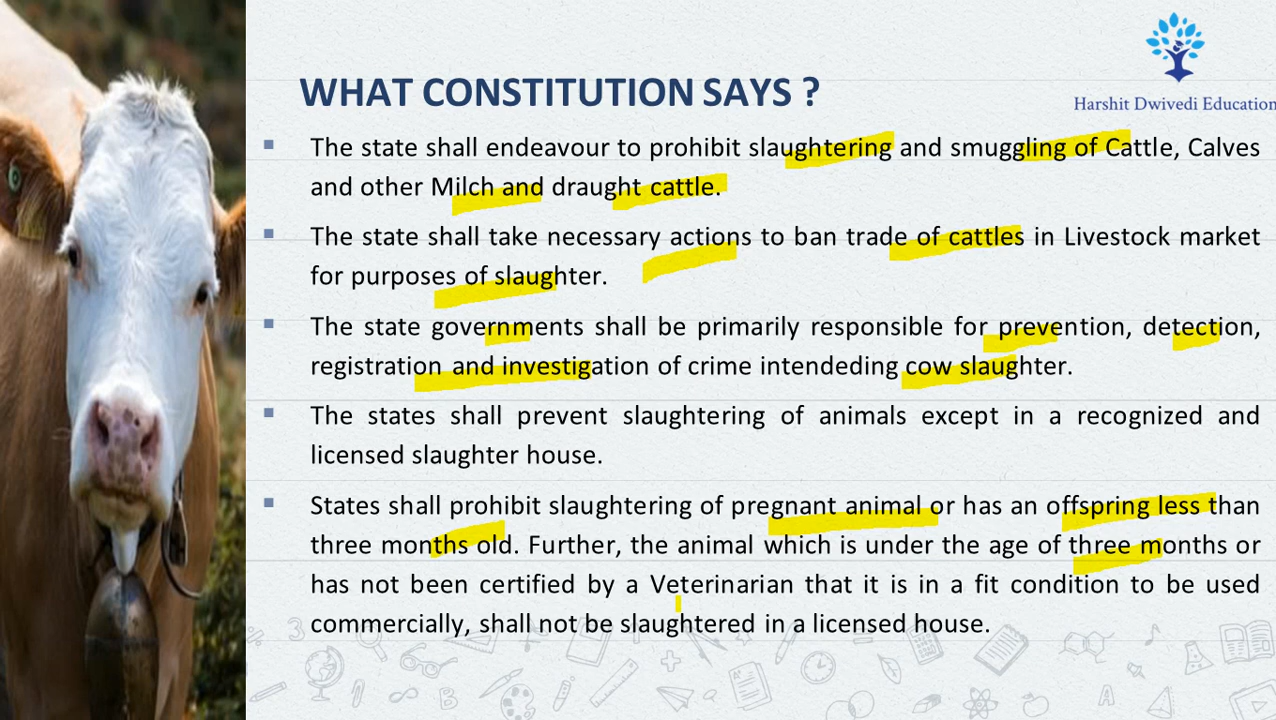 Harshit Dwivedi Education
WHAT CONSTITUTION SAYS ?
The state shall endeavour to prohibit slaughtering and smuggling of Cattle, Calves
and other Milch and draught cattle.
The state shall take necessary actions to ban trade of cattles in Livestock market
for purposes of slaughter.
The state governments shall be primarily responsible for prevention, detection,
registration and investigation of crime intendeding cow slaughter.
The states shall prevent slaughtering of animals except in a recognized and
licensed slaughter house.
States shall prohibit slaughtering of pregnant animal or has an offspring less than
three months old. Further, the animal which is under the age of three months or
has not been certified by a Veterinarian that it is in a fit condition to be used
commercially, shall not be slaughtered in a licensed house.